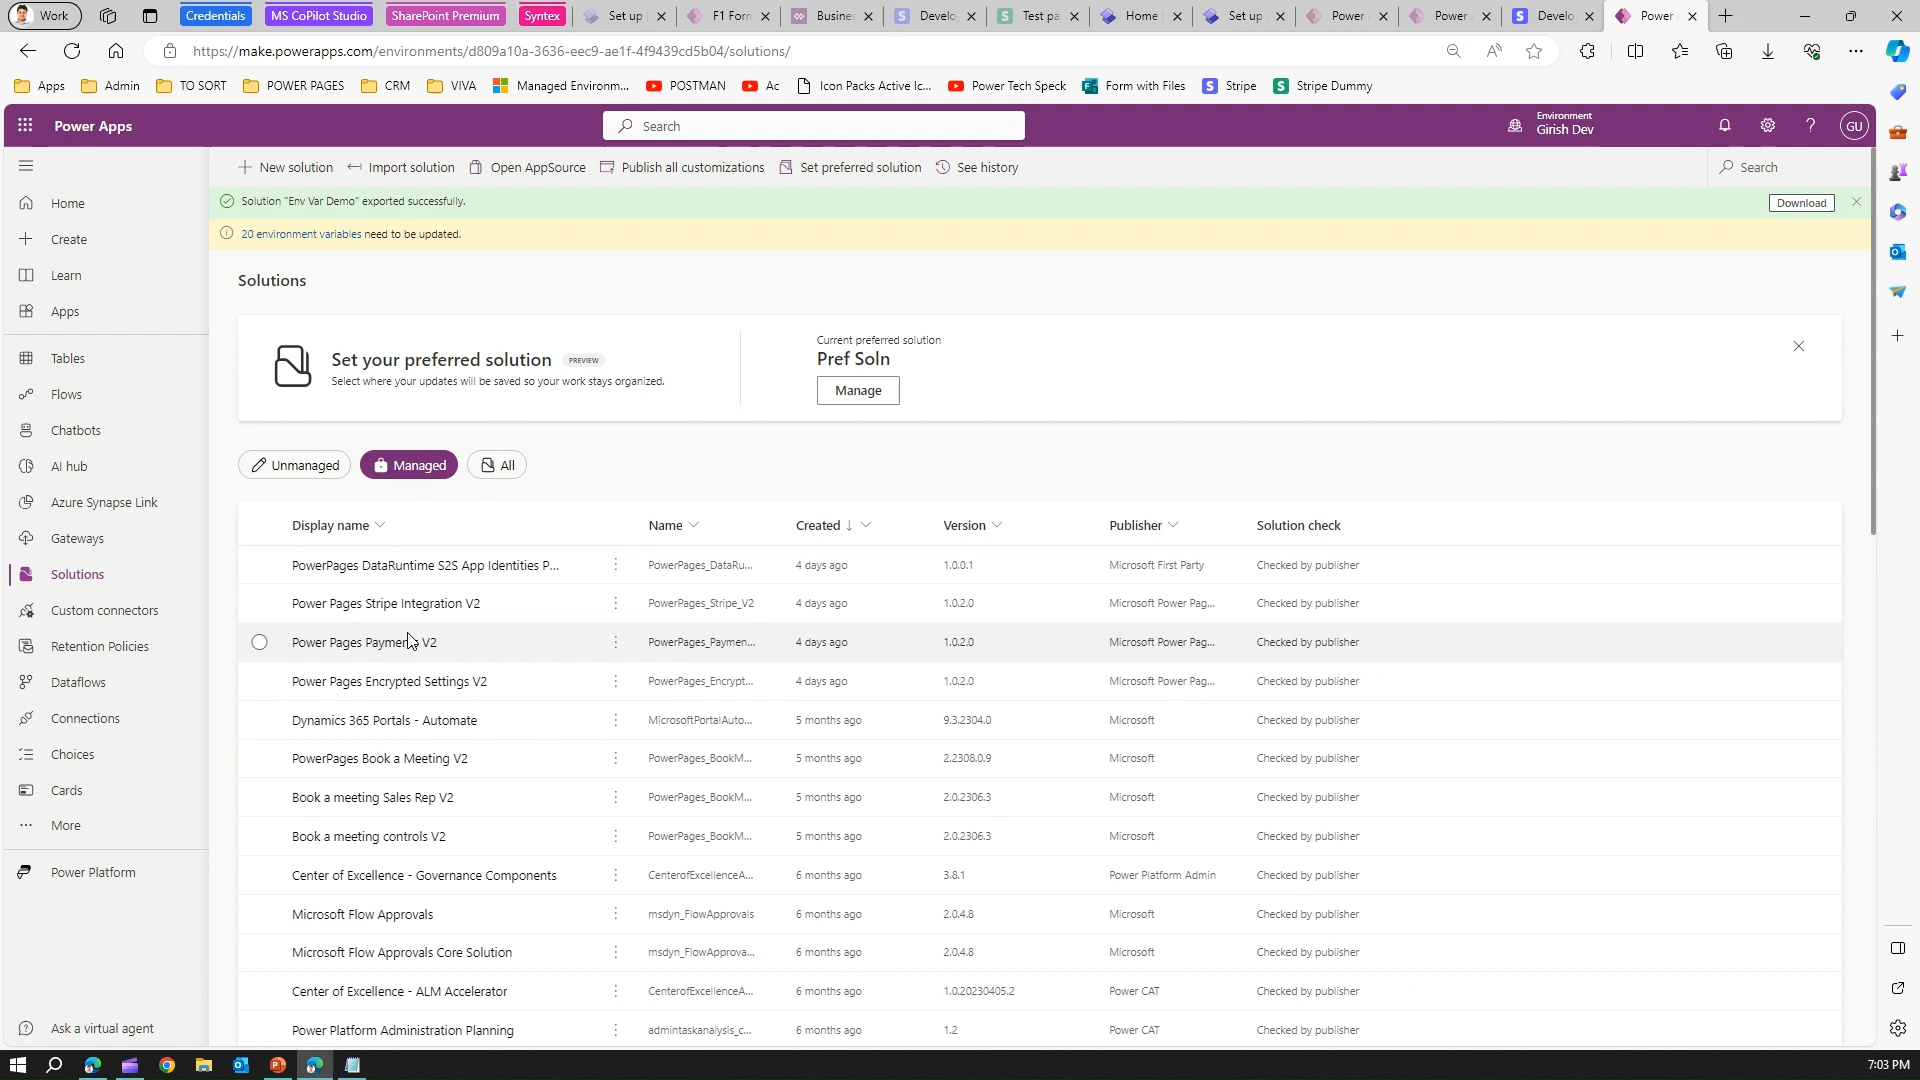 Work
Credentials
MS CoPilot Studio
SharePoint Premium
Syntex
Set up
F1 Forn
Busine
Develo
Test pa
Home
Set up
Power
Power
Develo
Power
https://make.powerapps.com/environments/d809a10a-3636-eec9-ae1f-4f9439cd5b04/solutions/
Apps
Admin
TO SORT
POWER PAGES
CRM
VIVA
Managed Environm...
POSTMAN
Ac
Icon Packs Active Ic...
Power Tech Speck
Form with Files
Stripe
Stripe Dummy
Power Apps
Search
Environment
Girish Dev
GU
New solution
Import solution
Open AppSource
Publish all customizations
Set preferred solution
See history
Search
Solution "Env Var Demo" exported successfully.
Download
20 environment variables need to be updated.
Home
Create
Learn
Apps
Tables
Flows
Chatbots
AI hub
Azure Synapse Link
Gateways
Solutions
Custom connectors
Retention Policies
Dataflows
Connections
Choices
Cards
More
Power Platform
Ask a virtual agent
Solutions
Set your preferred solution PREVIEW
Select where your updates will be saved so your work stays organized.
Current preferred solution
Pref Soln
Manage
Unmanaged
Managed
All
Display name Name Created Version Publisher Solution check
PowerPages DataRuntime S2S App Identities P... PowerPages_DataRu... 4 days ago 1.0.0.1 Microsoft First Party Checked by publisher
Power Pages Stripe Integration V2 PowerPages_Stripe_V2 4 days ago 1.0.2.0 Microsoft Power Pag... Checked by publisher
Power Pages Payments V2 PowerPages_Paymen... 4 days ago 1.0.2.0 Microsoft Power Pag... Checked by publisher
Power Pages Encrypted Settings V2 PowerPages_Encrypt... 4 days ago 1.0.2.0 Microsoft Power Pag... Checked by publisher
Dynamics 365 Portals - Automate MicrosoftPortalAuto... 5 months ago 9.3.2304.0 Microsoft Checked by publisher
PowerPages Book a Meeting V2 PowerPages_BookM... 5 months ago 2.2308.0.9 Microsoft Checked by publisher
Book a meeting Sales Rep V2 PowerPages_BookM... 5 months ago 2.0.2306.3 Microsoft Checked by publisher
Book a meeting controls V2 PowerPages_BookM... 5 months ago 2.0.2306.3 Microsoft Checked by publisher
Center of Excellence - Governance Components CenterofExcellenceA... 6 months ago 3.8.1 Power Platform Admin Checked by publisher
Microsoft Flow Approvals msdyn_FlowApprovals 6 months ago 2.0.4.8 Microsoft Checked by publisher
Microsoft Flow Approvals Core Solution msdyn_FlowApprova... 6 months ago 2.0.4.8 Microsoft Checked by publisher
Center of Excellence - ALM Accelerator CenterofExcellenceA... 6 months ago 1.0.20230405.2 Power CAT Checked by publisher
Power Platform Administration Planning admintaskanalysis_c... 6 months ago 1.2 Power CAT Checked by publisher
7:03 PM